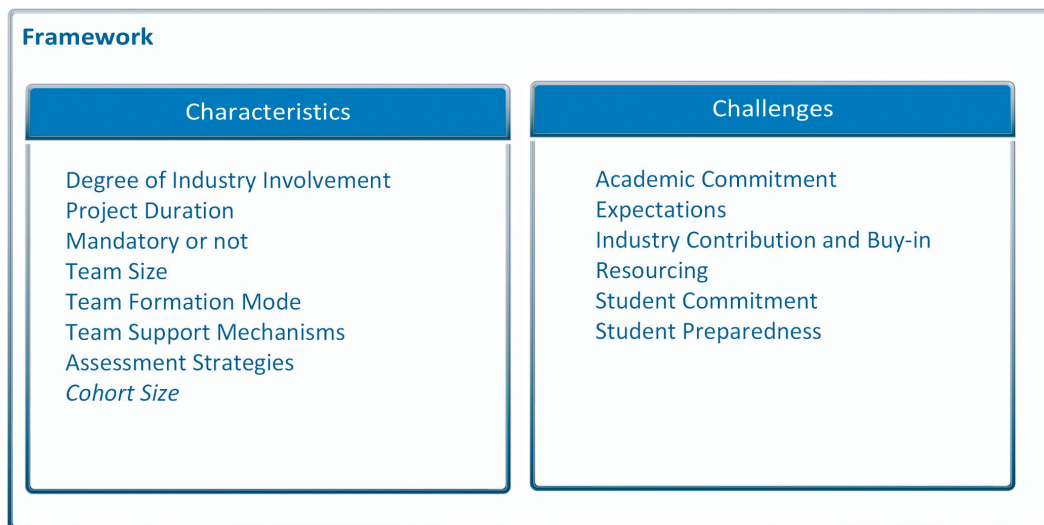 Framework
Characteristics
Degree of Industry Involvement
Project Duration
Mandatory or not
Team Size
Team Formation Mode
Team Support Mechanisms
Assessment Strategies
Cohort Size
Challenges
Academic Commitment
Expectations
Industry Contribution and Buy-in
Resourcing
Student Commitment
Student Preparedness